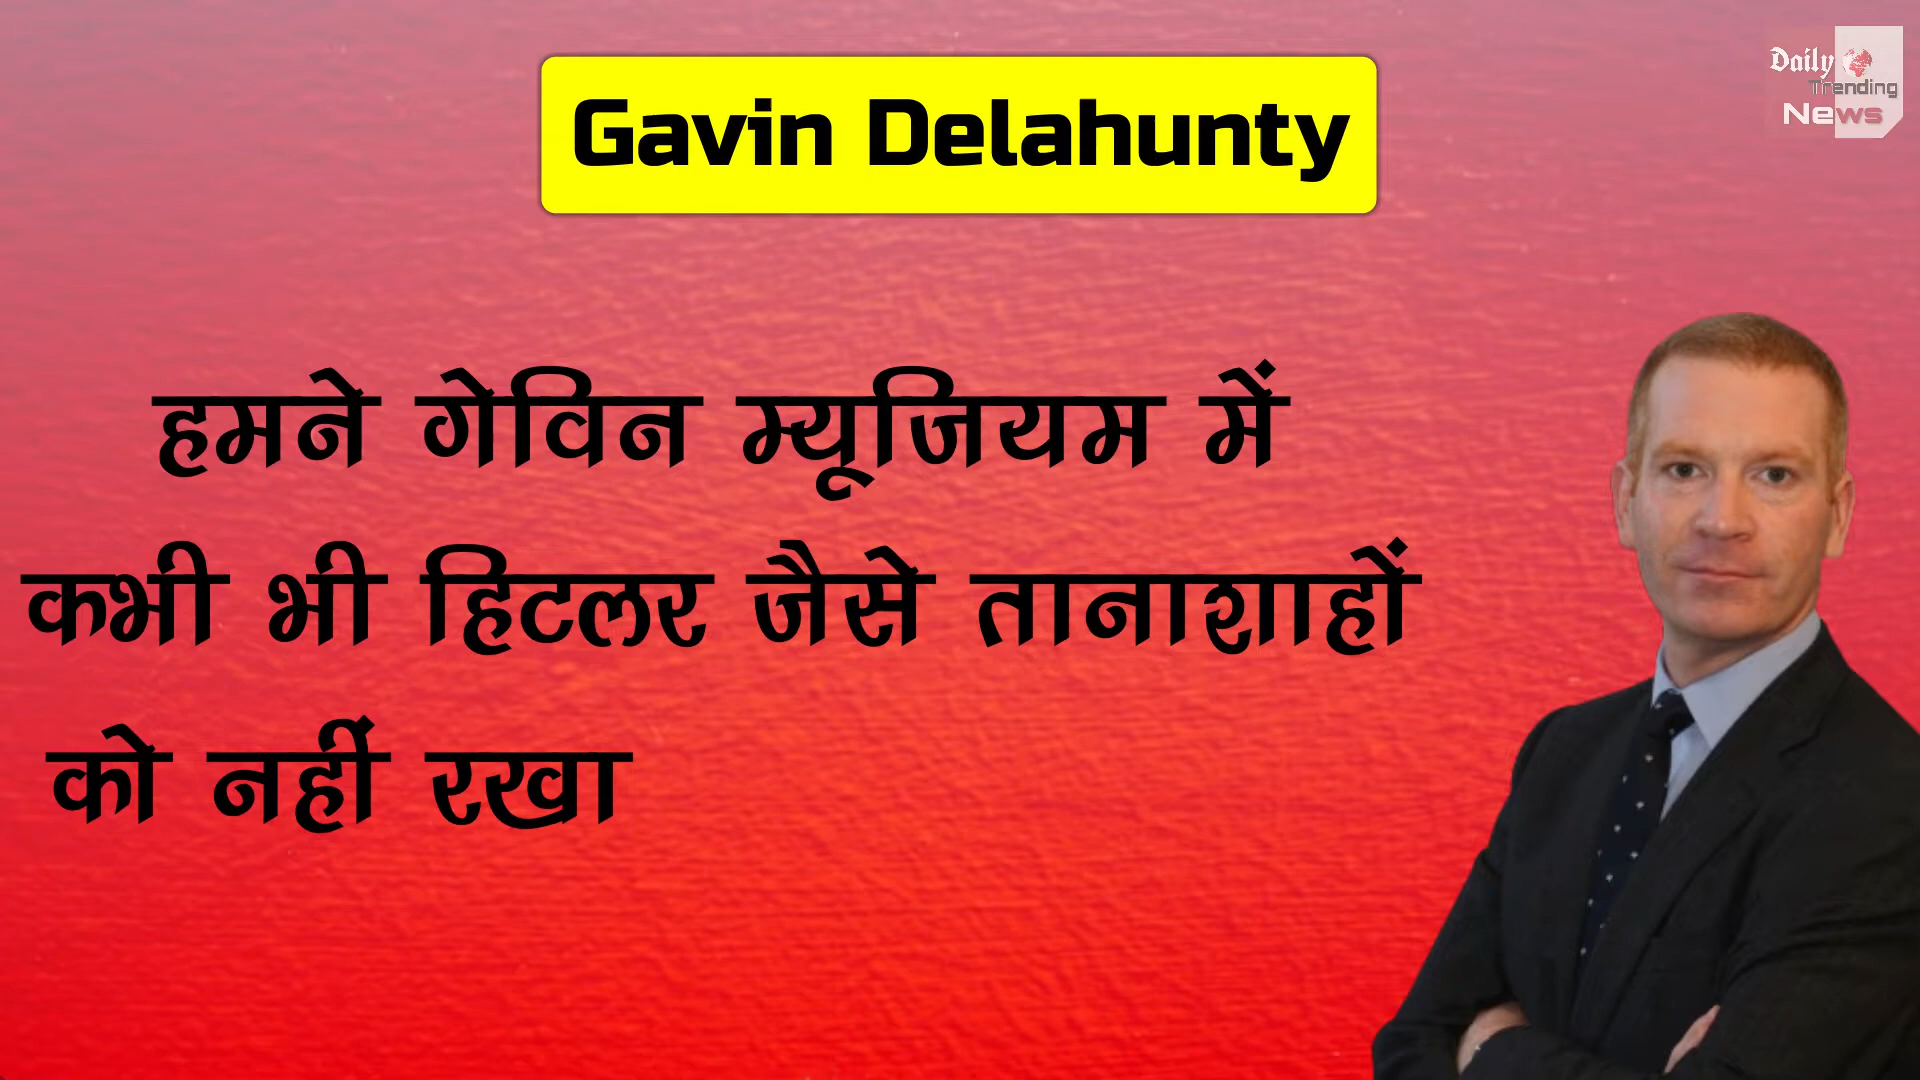 Gavin Delahunty
Daily
Trending
News
हमने गेविन म्यूजियम में
कभी भी हिटलर जैसे तानाशाहों
को नहीं रखा